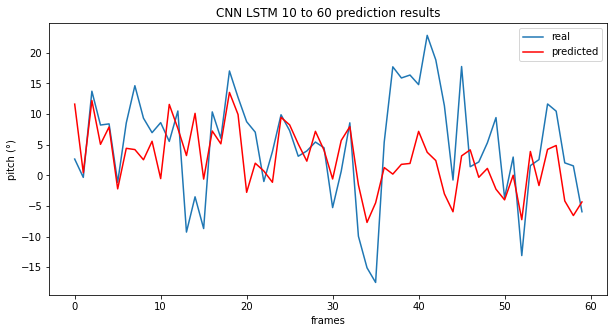 CNN LSTM 10 to 60 prediction results
real
predicted
20
15
10
5
0
−5
−10
−15
pitch (°)
0 10 20 30 40 50 60
frames